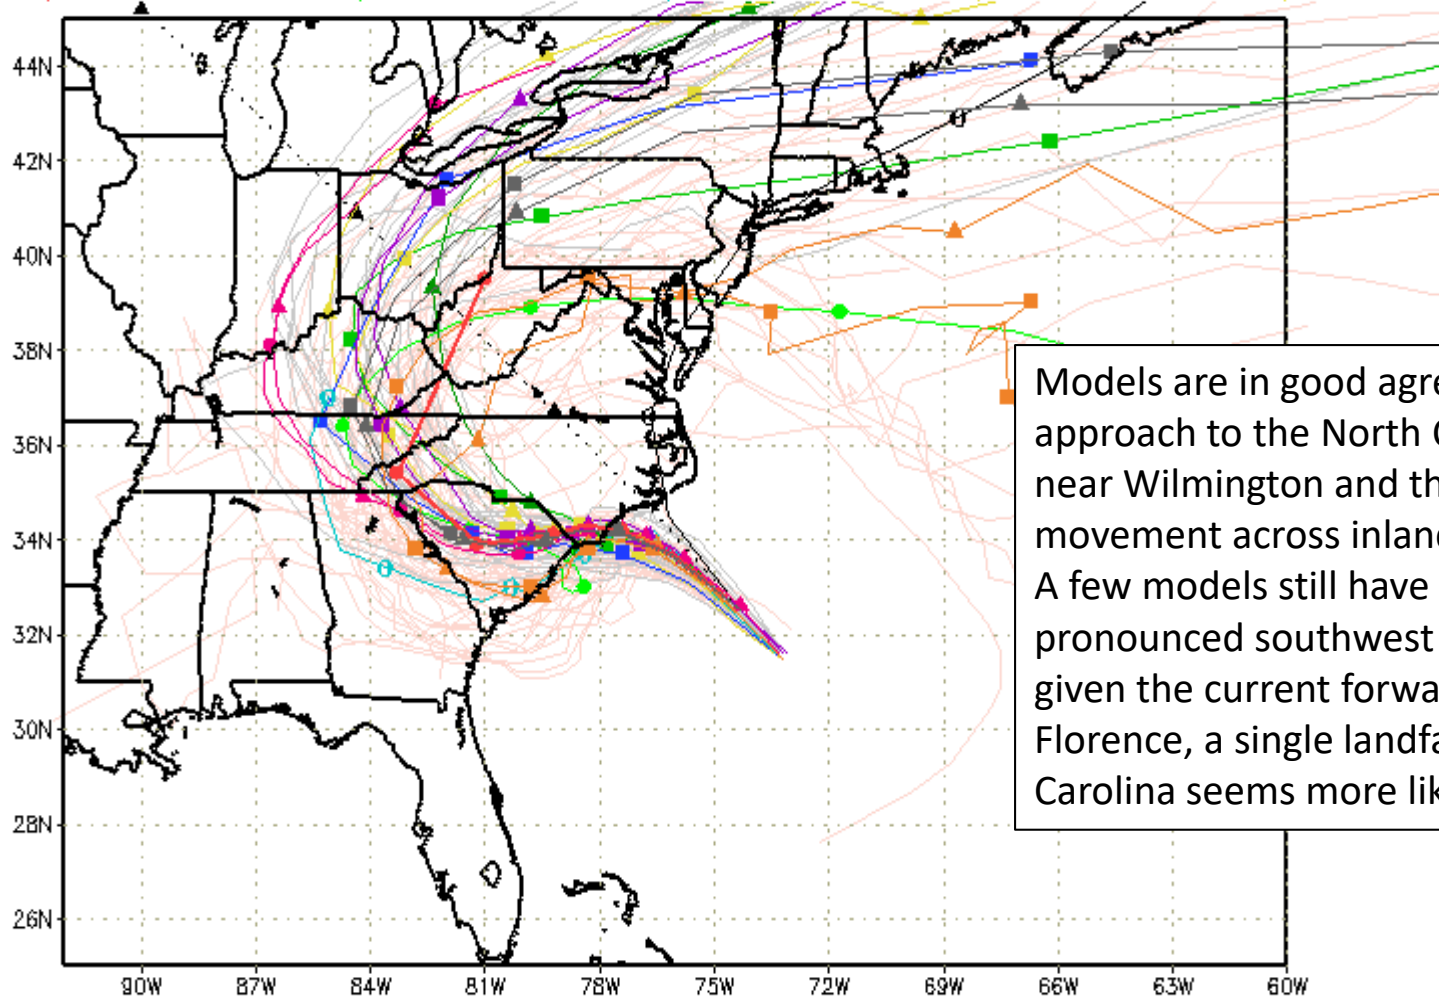 44N
42N
40N
38N
36N
34N
32N
30N
28N
26N
90W 87W 84W 81W 78W 75W 72W 69W 66W 63W 60W
Models are in good agre
approach to the North C
near Wilmington and th
movement across inlan
A few models still have
pronounced southwest
given the current forwa
Florence, a single landfa
Carolina seems more lik